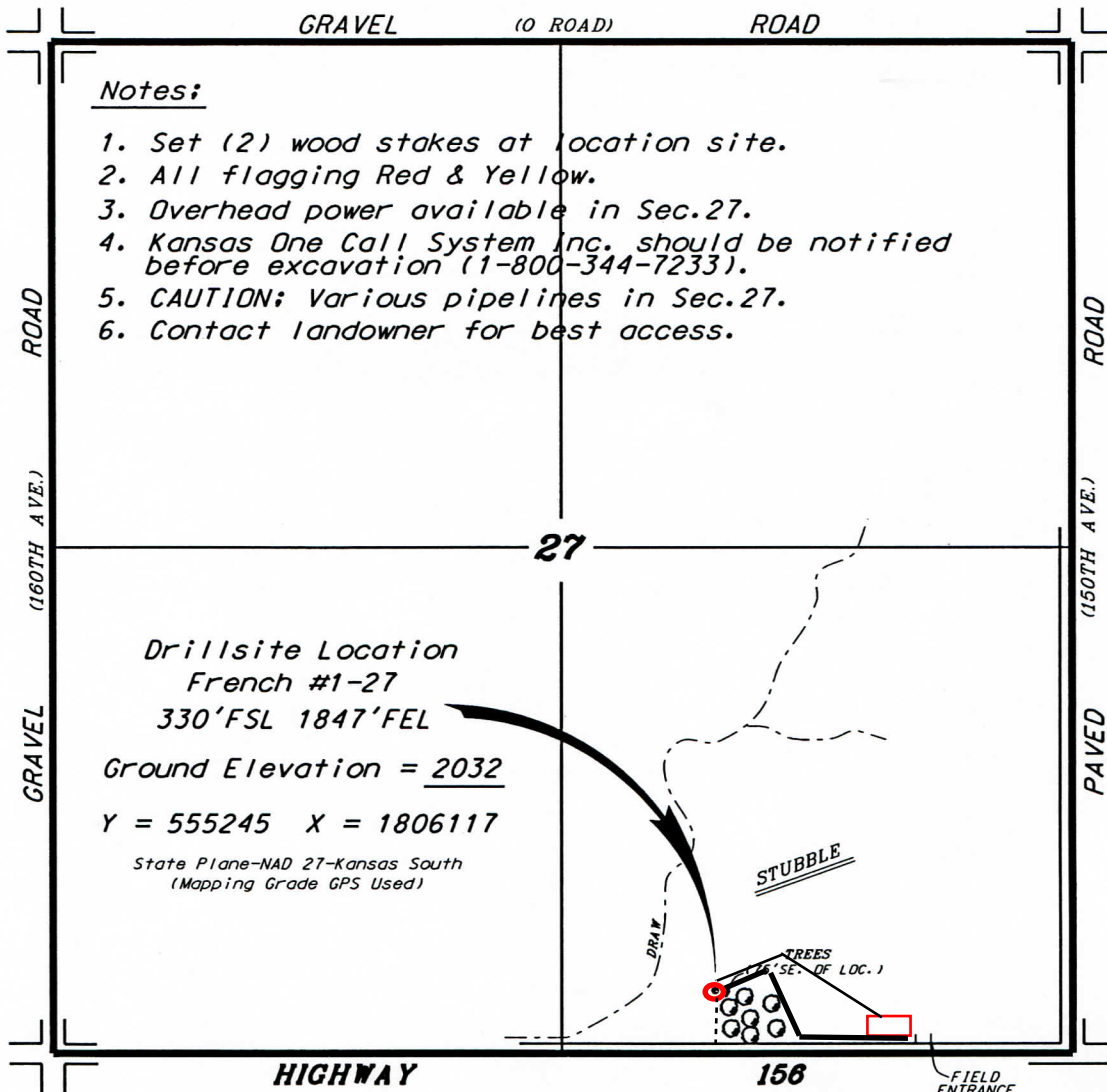 GRAVEL (O ROAD) ROAD
Notes:
1. Set (2) wood stakes at location site.
2. All flagging Red & Yellow.
3. Overhead power available in Sec.27.
4. Kansas One Call System Inc. should be notified
before excavation (1-800-344-7233).
5. CAUTION: Various pipelines in Sec.27.
6. Contact landowner for best access.
ROAD
(160TH AVE.)
GRAVEL
ROAD
(150TH AVE.)
PAVED
27
Drillsite Location
French #1-27
330'FSL 1847'FEL
Ground Elevation = 2032
Y = 555245 X = 1806117
State Plane-NAD 27-Kansas South
(Mapping Grade GPS Used)
STUBBLE
DRAW
TREES
(75'SE. OF LOC.)
HIGHWAY 156
FIELD
ENTRANCE